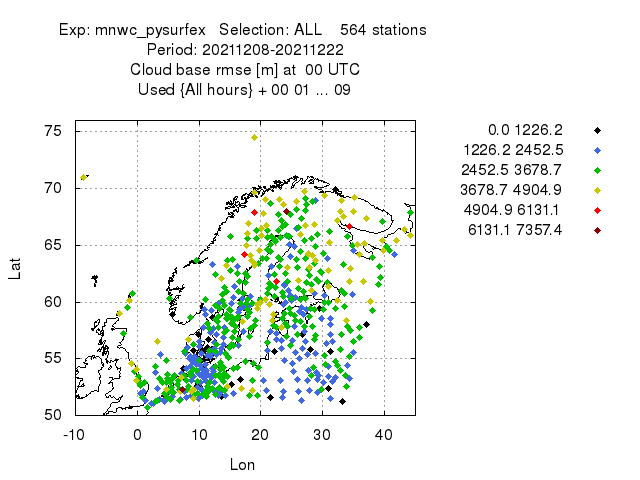 Exp: mnwc_pysurfex Selection: ALL 564 stations
Period: 20211208-20211222
Cloud base rmse [m] at 00 UTC
Used {All hours} + 00 01 ... 09
0.0 1226.2
1226.2 2452.5
2452.5 3678.7
3678.7 4904.9
4904.9 6131.1
6131.1 7357.4
75
70
65
60
55
50
Lat
-10 0 10 20 30 40
Lon